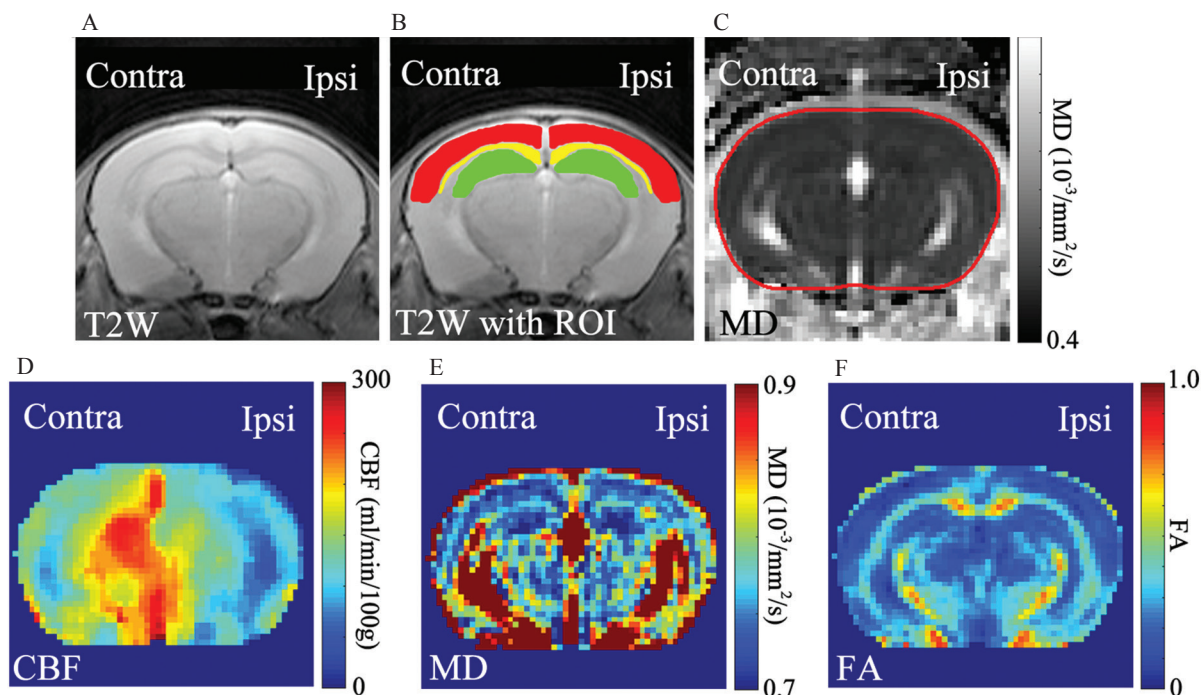 A
B
C
Contra
Ipsi
T2W
Contra
Ipsi
T2W with ROI
Contra
Ipsi
MD
MD (10⁻³/mm²/s)
0.4
D
E
F
Contra
Ipsi
CBF
300
CBF (ml/min/100g)
0
Contra
Ipsi
MD
0.9
MD (10⁻³/mm²/s)
0.7
Contra
Ipsi
FA
1.0
FA
0